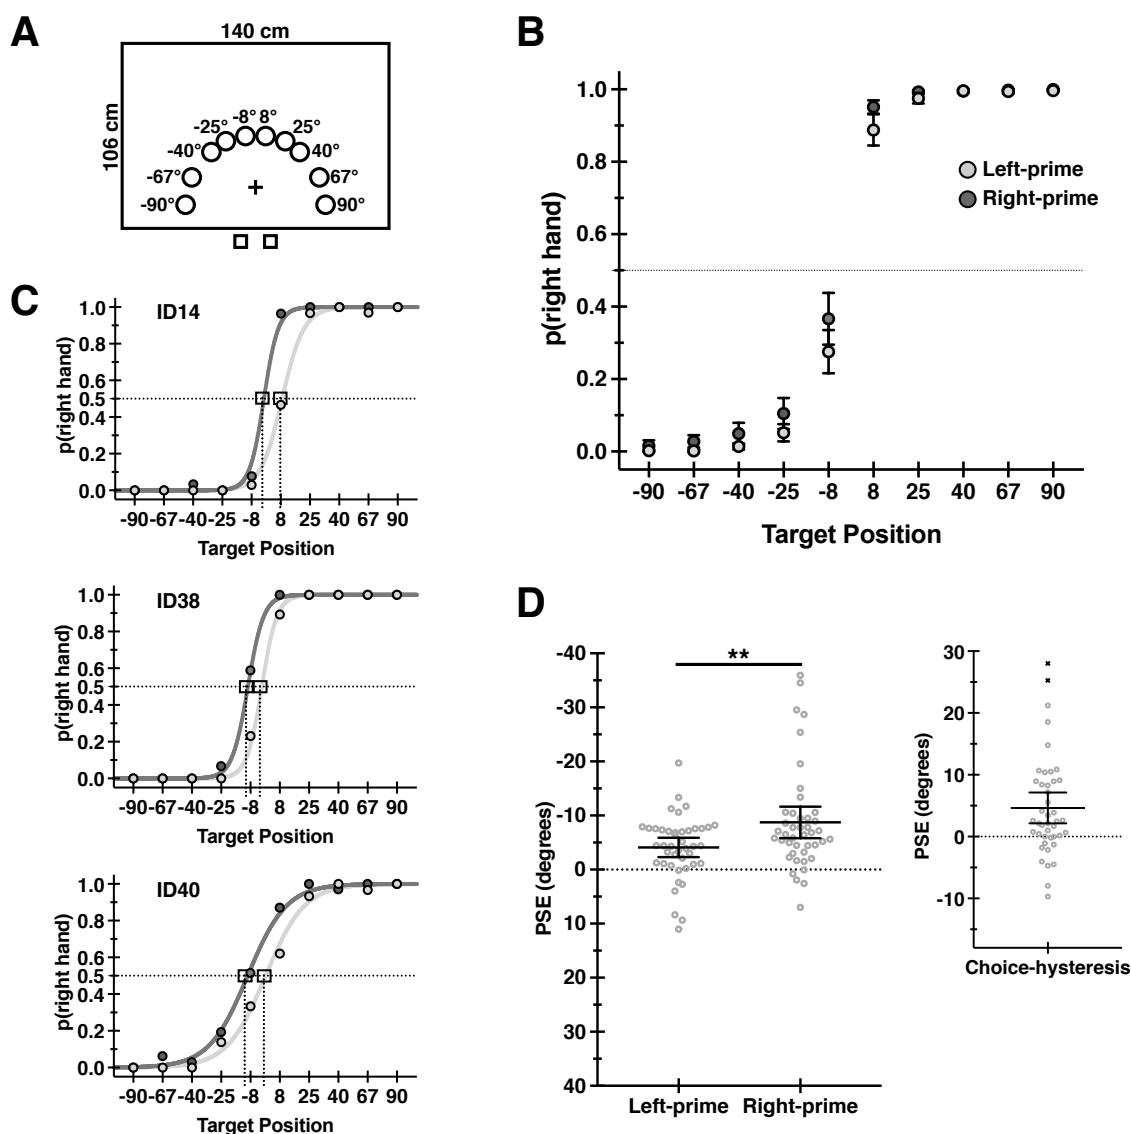 A
140 cm
106 cm
-8° 8°
-25° 25°
-40° 40°
-67° 67°
+
-90° 90°
B
p(right hand)
1.0
0.8
0.6
0.4
0.2
0.0
Left-prime
Right-prime
-90 -67 -40 -25 -8 8 25 40 67 90
Target Position
C
ID14
p(right hand)
1.0
0.8
0.6
0.5
0.4
0.2
0.0
-90 -67 -40 -25 -8 8 25 40 67 90
Target Position
ID38
p(right hand)
1.0
0.8
0.6
0.5
0.4
0.2
0.0
-90 -67 -40 -25 -8 8 25 40 67 90
Target Position
ID40
p(right hand)
1.0
0.8
0.6
0.5
0.4
0.2
0.0
-90 -67 -40 -25 -8 8 25 40 67 90
Target Position
D
PSE (degrees)
-40
-30
-20
-10
0
10
20
30
40
**
Left-prime Right-prime
PSE (degrees)
30
20
10
0
-10
Choice-hysteresis